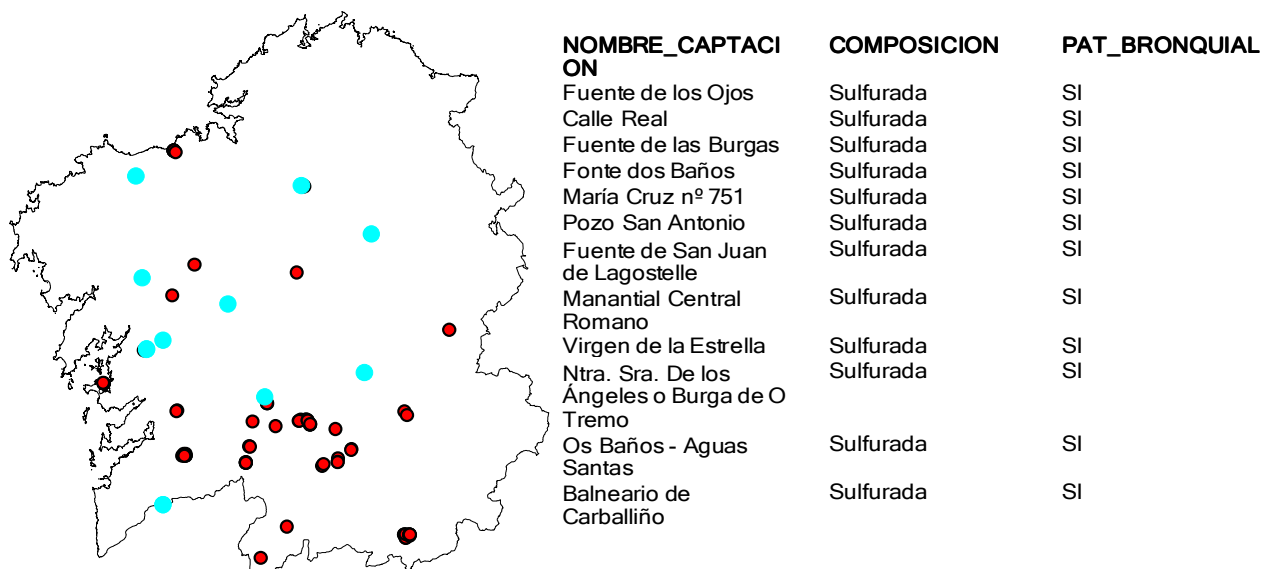 NOMBRE_CAPTACI COMPOSICION PAT_BRONQUIAL
ON
Fuente de los Ojos Sulfurada SI
Calle Real Sulfurada SI
Fuente de las Burgas Sulfurada SI
Fonte dos Baños Sulfurada SI
María Cruz nº 751 Sulfurada SI
Pozo San Antonio Sulfurada SI
Fuente de San Juan Sulfurada SI
de Lagostelle
Manantial Central Sulfurada SI
Romano
Virgen de la Estrella Sulfurada SI
Ntra. Sra. De los Sulfurada SI
Ángeles o Burga de O
Tremo
Os Baños - Aguas Sulfurada SI
Santas
Balneario de Sulfurada SI
Carballiño